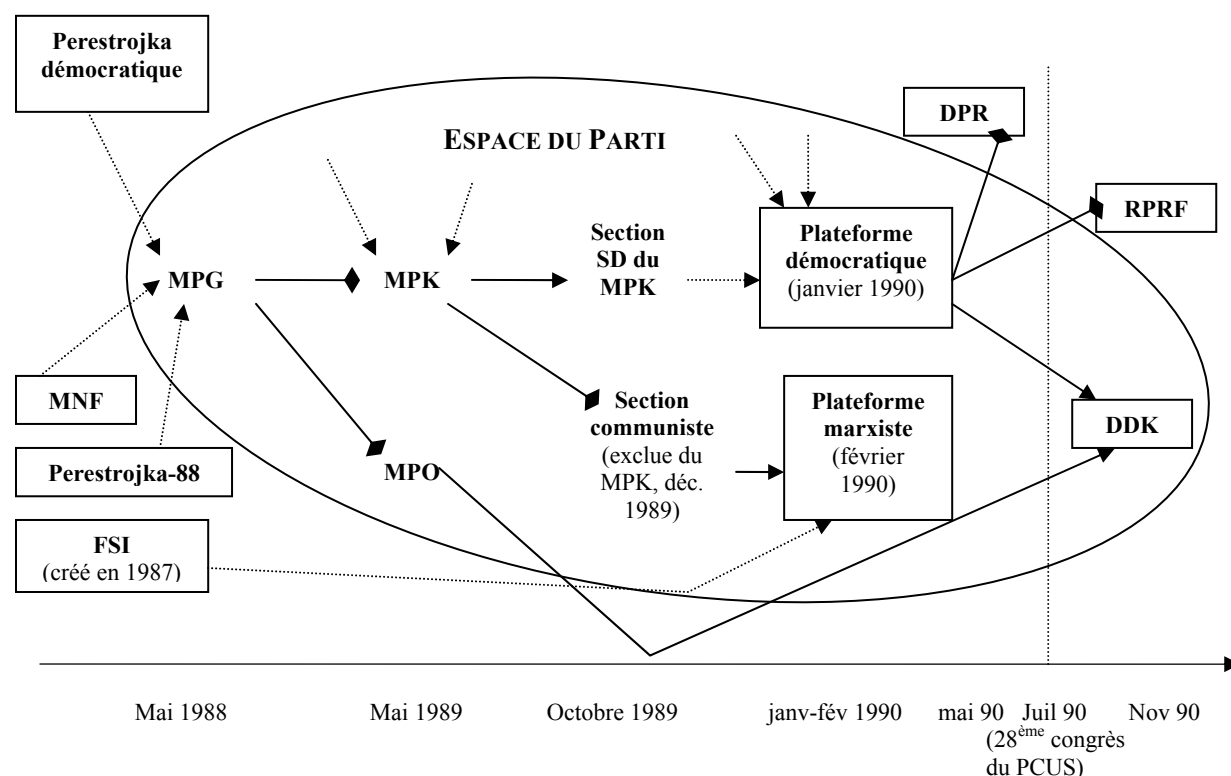 Perestrojka
démocratique
ESPACE DU PARTI
DPR
RPRF
MPG
MPK
Section
SD du
MPK
Plateforme
démocratique
(janvier 1990)
MNF
Perestrojka-88
MPO
Section
communiste
(exclue du
MPK, déc.
1989)
Plateforme
marxiste
(février
1990)
DDK
FSI
(créé en 1987)
Mai 1988
Mai 1989
Octobre 1989
janv-fév 1990
mai 90
Juil 90
(28ème congrès
du PCUS)
Nov 90